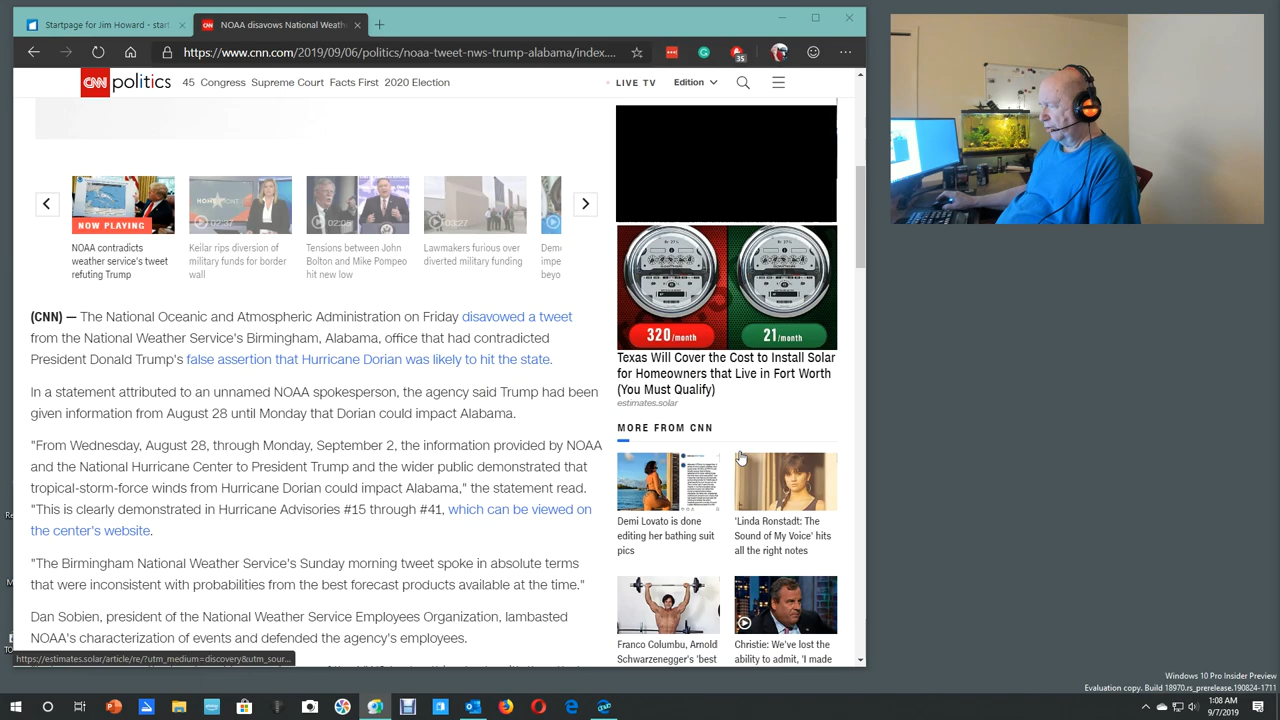 Startpage for Jim Howard - start
NOAA disavows National Weathe
https://www.cnn.com/2019/09/06/politics/noaa-tweet-nws-trump-alabama/index....
35
CNN politics 45 Congress Supreme Court Facts First 2020 Election LIVE TV Edition
NOW PLAYING
02:37
03:27
NOAA contradicts
weather service's tweet
refuting Trump
Keilar rips diversion of
military funds for border
wall
Tensions between John
Bolton and Mike Pompeo
hit new low
Lawmakers furious over
diverted military funding
320/month
21/month
Texas Will Cover the Cost to Install Solar
for Homeowners that Live in Fort Worth
(You Must Qualify)
estimates.solar
(CNN) — The National Oceanic and Atmospheric Administration on Friday disavowed a tweet
from the National Weather Service's Birmingham, Alabama, office that had contradicted
President Donald Trump's false assertion that Hurricane Dorian was likely to hit the state.
In a statement attributed to an unnamed NOAA spokesperson, the agency said Trump had been
given information from August 28 until Monday that Dorian could impact Alabama.
"From Wednesday, August 28, through Monday, September 2, the information provided by NOAA
and the National Hurricane Center to President Trump and the wider public demonstrated that
tropical-storm-force winds from Hurricane Dorian could impact Alabama," the statement read.
"This is clearly demonstrated in Hurricane Advisories #15 through #41, which can be viewed on
the center's website.
"The Birmingham National Weather Service's Sunday morning tweet spoke in absolute terms
that were inconsistent with probabilities from the best forecast products available at the time."
Dan Sobien, president of the National Weather Service Employees Organization, lambasted
NOAA's characterization of events and defended the agency's employees.
MORE FROM CNN
Demi Lovato is done
editing her bathing suit
pics
'Linda Ronstadt: The
Sound of My Voice' hits
all the right notes
Franco Columbu, Arnold
Schwarzenegger's 'best
Christie: We've lost the
ability to admit, 'I made
https://estimates.solar/article/re/?utm_medium=discovery&utm_sour...
Windows 10 Pro Insider Preview
Evaluation copy. Build 18970.rs_prerelease.190824-1711
1:08 AM
9/7/2019